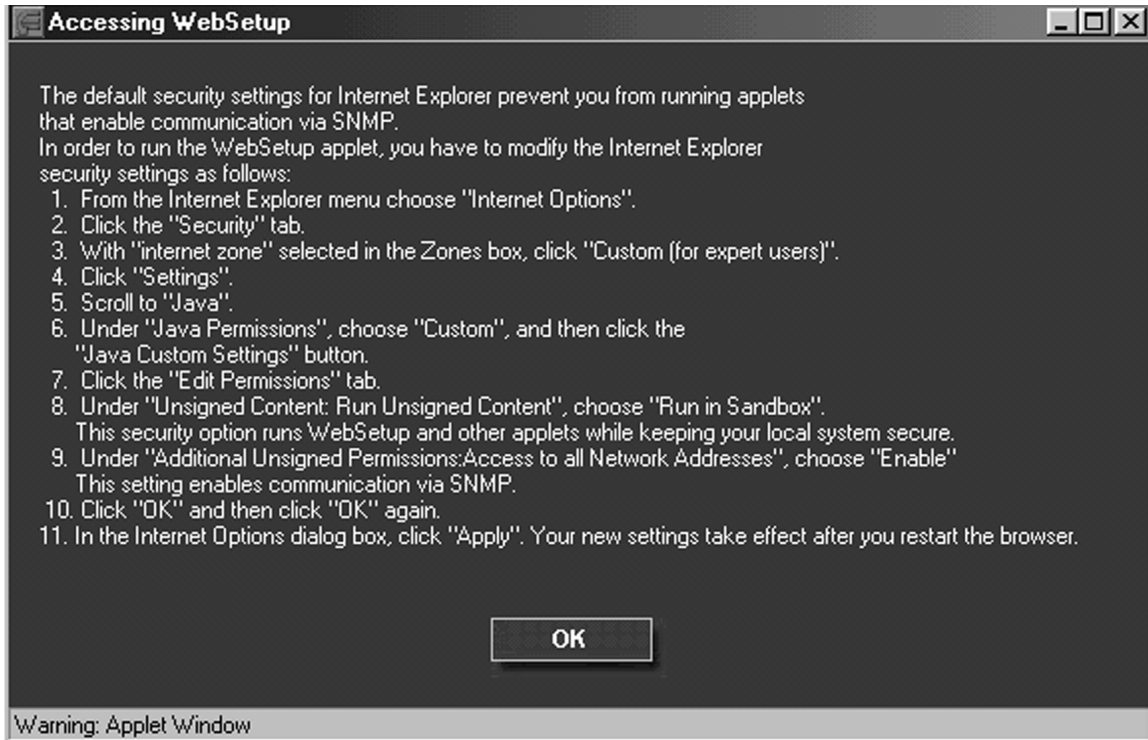 Accessing WebSetup
The default security settings for Internet Explorer prevent you from running applets
that enable communication via SNMP.
In order to run the WebSetup applet, you have to modify the Internet Explorer
security settings as follows:
1. From the Internet Explorer menu choose "Internet Options".
2. Click the "Security" tab.
3. With "internet zone" selected in the Zones box, click "Custom (for expert users)".
4. Click "Settings".
5. Scroll to "Java".
6. Under "Java Permissions", choose "Custom", and then click the
"Java Custom Settings" button.
7. Click the "Edit Permissions" tab.
8. Under "Unsigned Content: Run Unsigned Content", choose "Run in Sandbox".
This security option runs WebSetup and other applets while keeping your local system secure.
9. Under "Additional Unsigned Permissions:Access to all Network Addresses", choose "Enable"
This setting enables communication via SNMP.
10. Click "OK" and then click "OK" again.
11. In the Internet Options dialog box, click "Apply". Your new settings take effect after you restart the browser.
OK
Warning: Applet Window